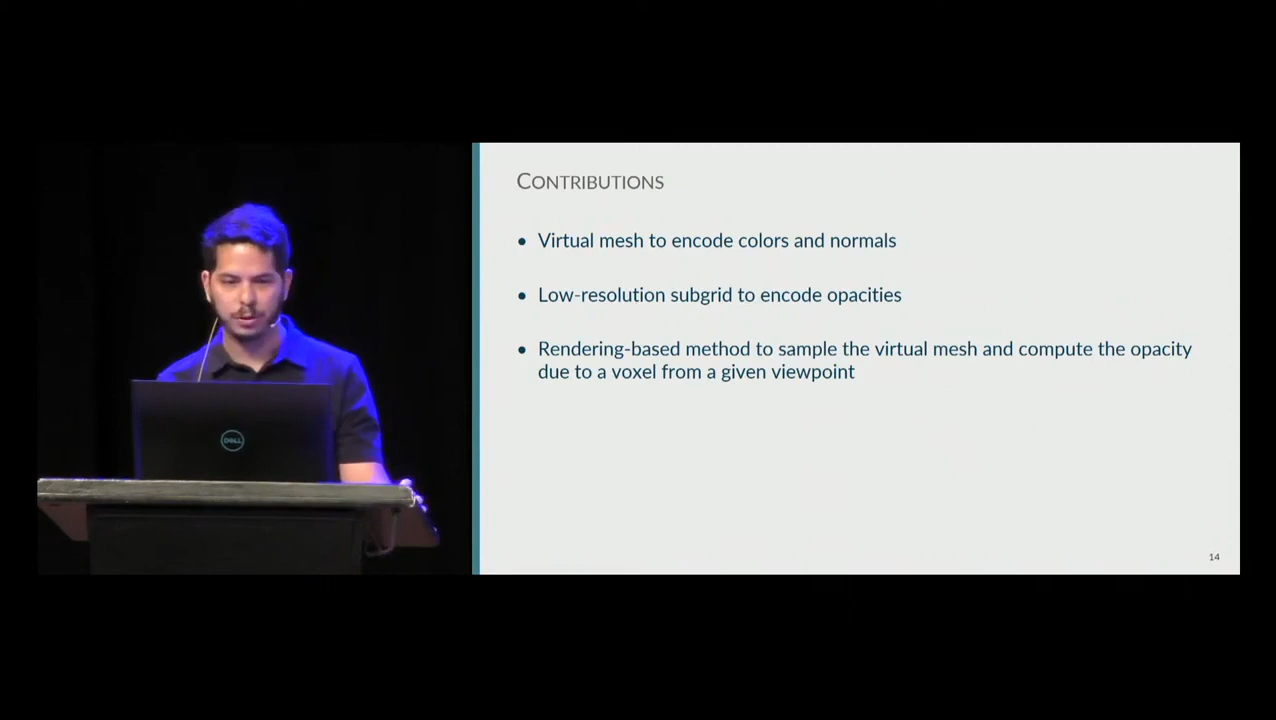 CONTRIBUTIONS
• Virtual mesh to encode colors and normals
• Low-resolution subgrid to encode opacities
• Rendering-based method to sample the virtual mesh and compute the opacity
due to a voxel from a given viewpoint
DELL
14